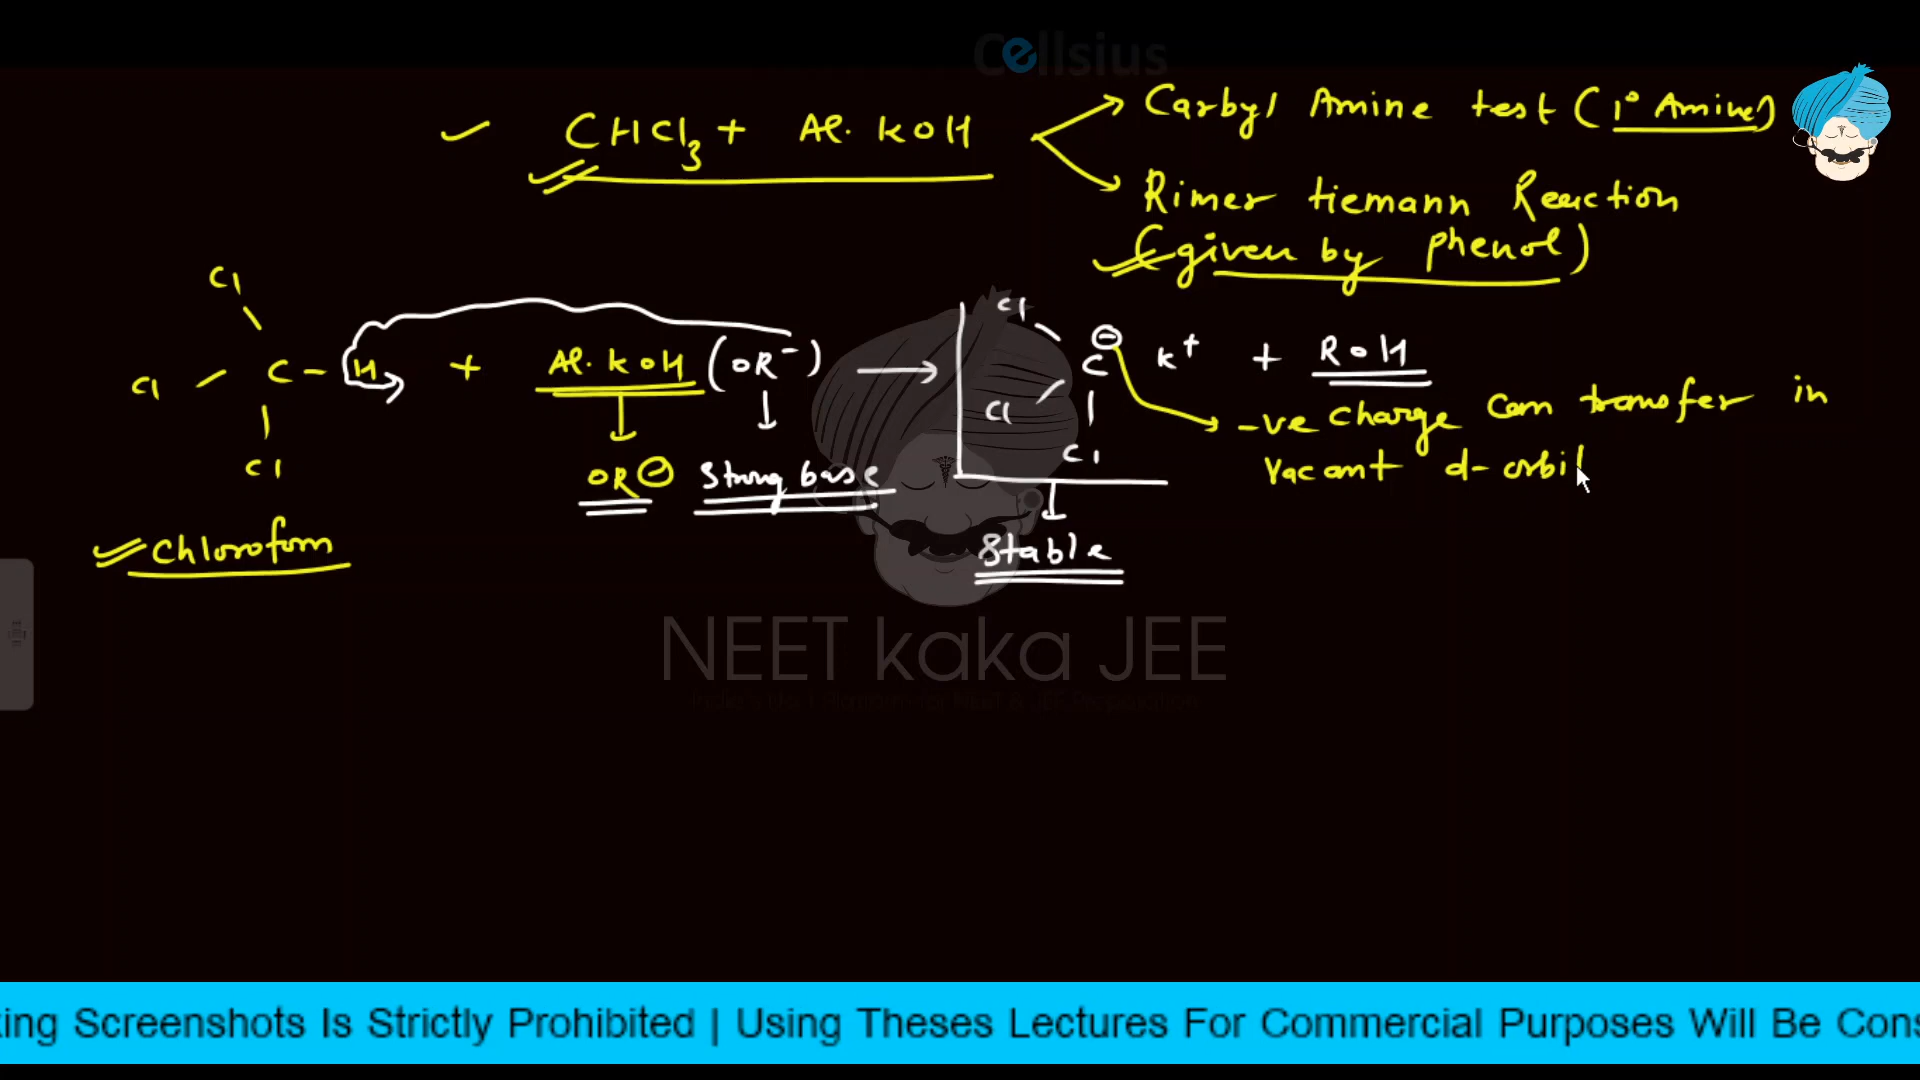 Cellsius
CHCl3 + Al. KOH
Carbyl Amine test (1° Amine)
Rimer tiemann Reaction
(given by phenol)
Cl
Cl - C - H + Al. KOH (OR-) → Cl C⊖ K+ + ROH
Cl
Cl
Cl
OR⊖ Strong base
-ve charge can transfer in
vacant d-orbit
Chloroform
Stable
NEET kaka JEE
king Screenshots Is Strictly Prohibited | Using Theses Lectures For Commercial Purposes Will Be Cons